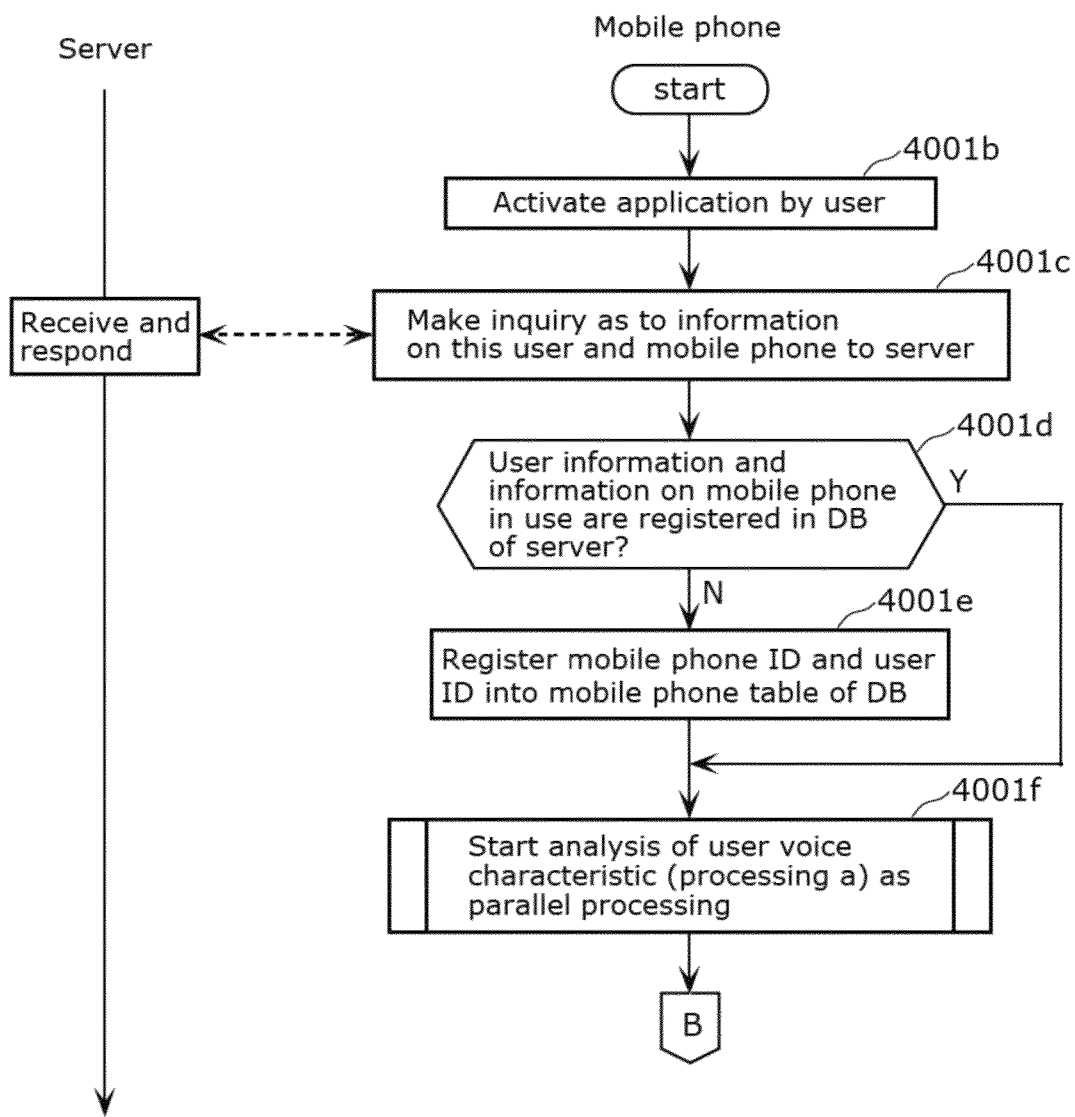 Mobile phone
Server
start
4001b
Activate application by user
4001c
Receive and
respond
Make inquiry as to information
on this user and mobile phone to server
4001d
User information and
information on mobile phone
in use are registered in DB
of server?
Y
N
4001e
Register mobile phone ID and user
ID into mobile phone table of DB
4001f
Start analysis of user voice
characteristic (processing a) as
parallel processing
B